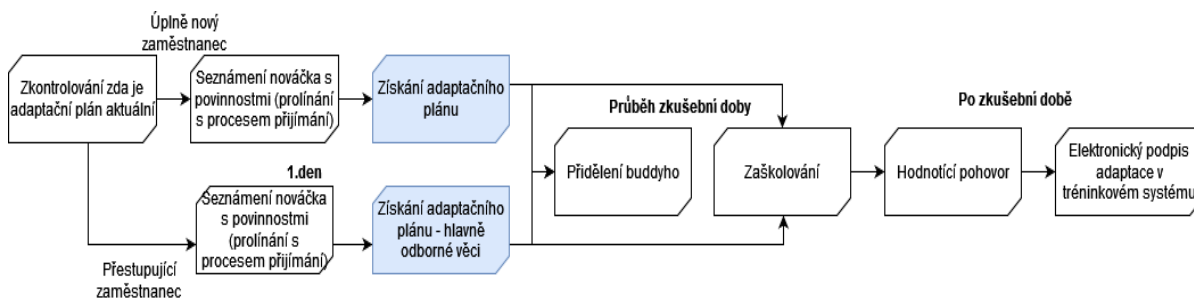 Úplně nový
zaměstnanec
Zkontrolování zda je
adaptační plán aktuální
Seznámení nováčka s
povinnostmi (prolínání
s procesem přijímání)
Získání adaptačního
plánu
Průběh zkušební doby
Po zkušební době
Přidělení buddyho
Zaškolování
Hodnotící pohovor
Elektronický podpis
adaptace v
tréninkovém systému
1.den
Seznámení nováčka
s povinnostmi
(prolínání s
procesem přijímání)
Získání adaptačního
plánu - hlavně
odborné věci
Přestupující
zaměstnanec